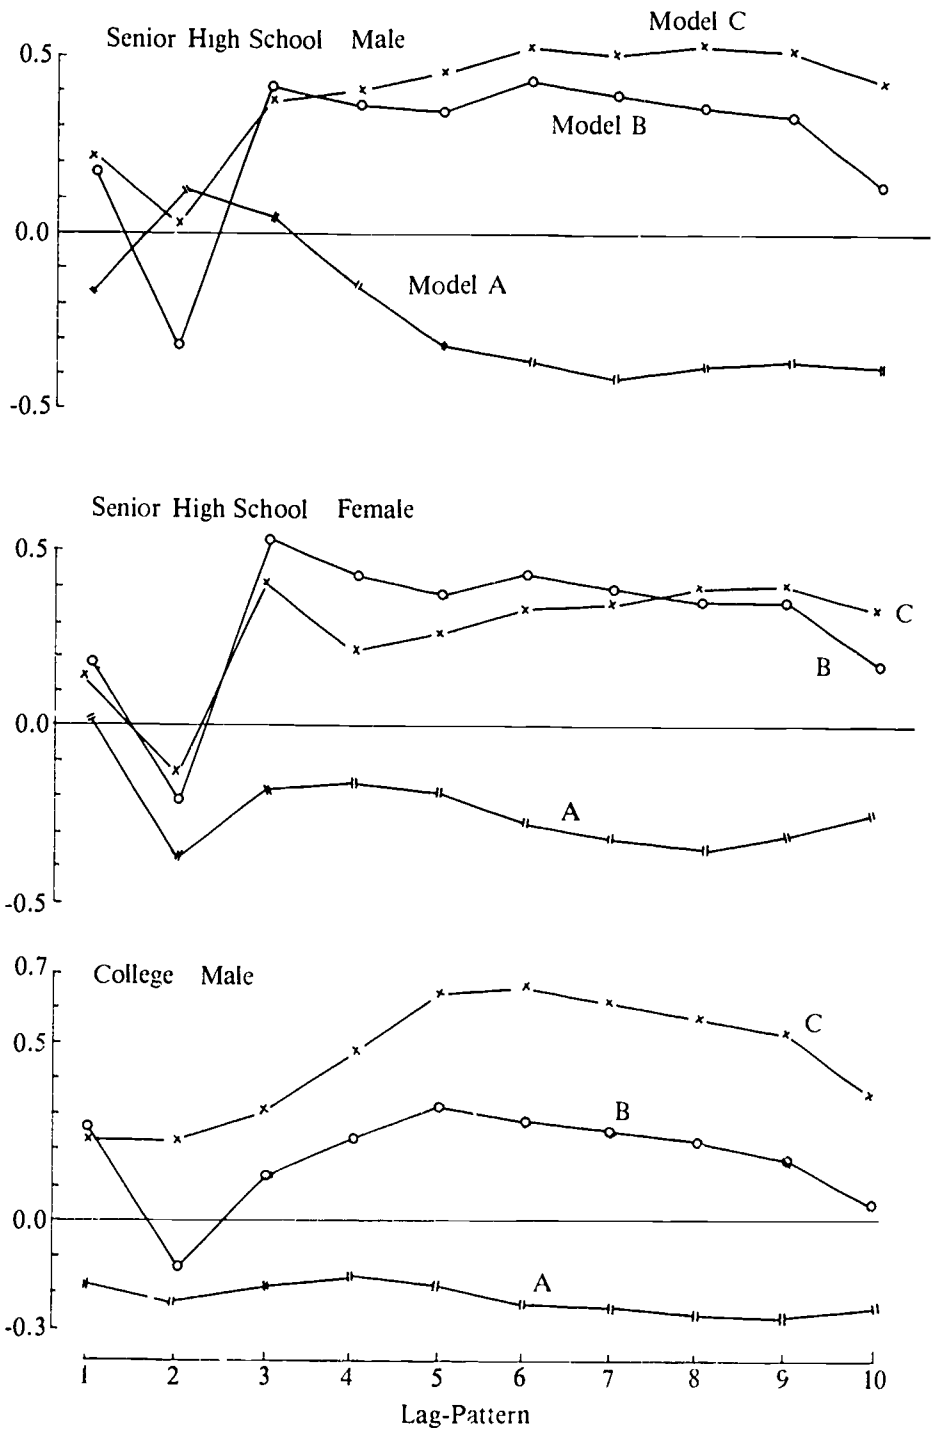 Model C
Senior High School Male
0.5
Model B
0.0
Model A
-0.5
Senior High School Female
0.5
C
B
0.0
A
-0.5
0.7
College Male
C
0.5
B
0.0
A
-0.3
1 2 3 4 5 6 7 8 9 10
Lag-Pattern